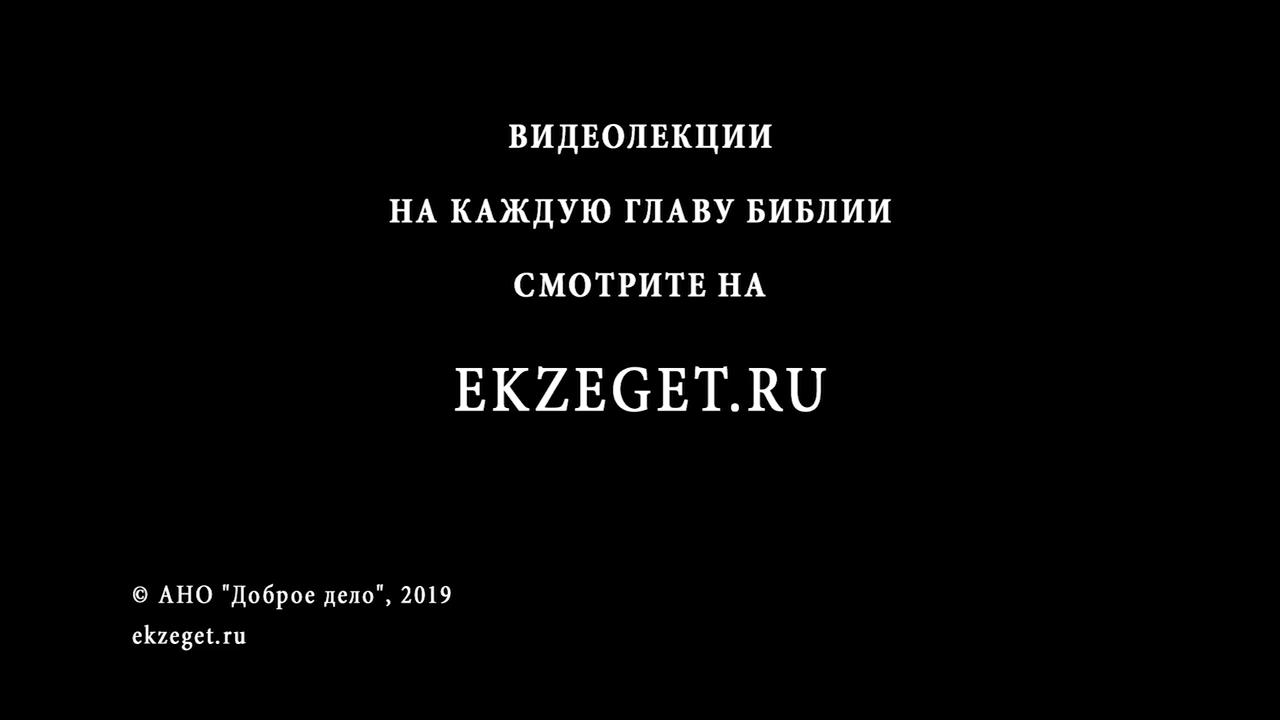 ВИДЕОЛЕКЦИИ
НА КАЖДУЮ ГЛАВУ БИБЛИИ
СМОТРИТЕ НА
EKZEGET.RU
© АНО "Доброе дело", 2019
ekzeget.ru